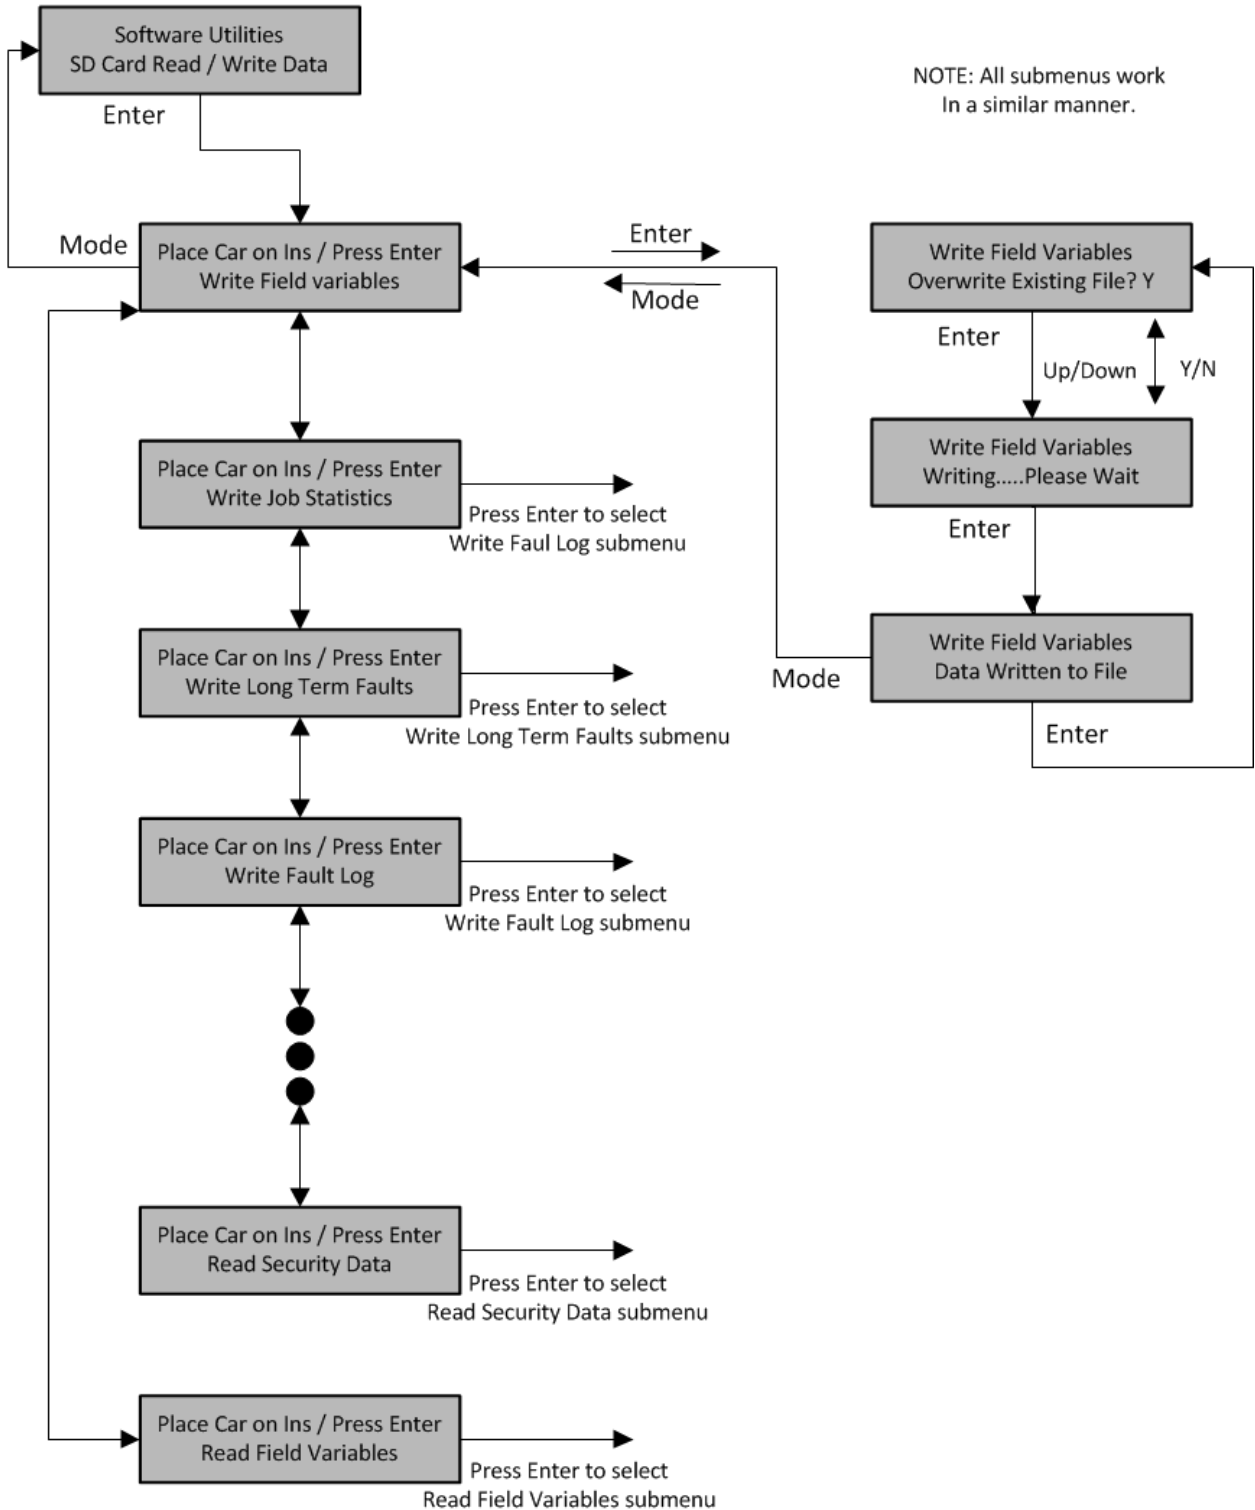 Software Utilities
SD Card Read / Write Data
NOTE: All submenus work
In a similar manner.
Enter
Mode
Place Car on Ins / Press Enter
Write Field variables
Enter
Mode
Write Field Variables
Overwrite Existing File? Y
Enter
Up/Down
Y/N
Write Field Variables
Writing.....Please Wait
Enter
Write Field Variables
Data Written to File
Mode
Enter
Place Car on Ins / Press Enter
Write Job Statistics
Press Enter to select
Write Faul Log submenu
Place Car on Ins / Press Enter
Write Long Term Faults
Press Enter to select
Write Long Term Faults submenu
Place Car on Ins / Press Enter
Write Fault Log
Press Enter to select
Write Fault Log submenu
Place Car on Ins / Press Enter
Read Security Data
Press Enter to select
Read Security Data submenu
Place Car on Ins / Press Enter
Read Field Variables
Press Enter to select
Read Field Variables submenu